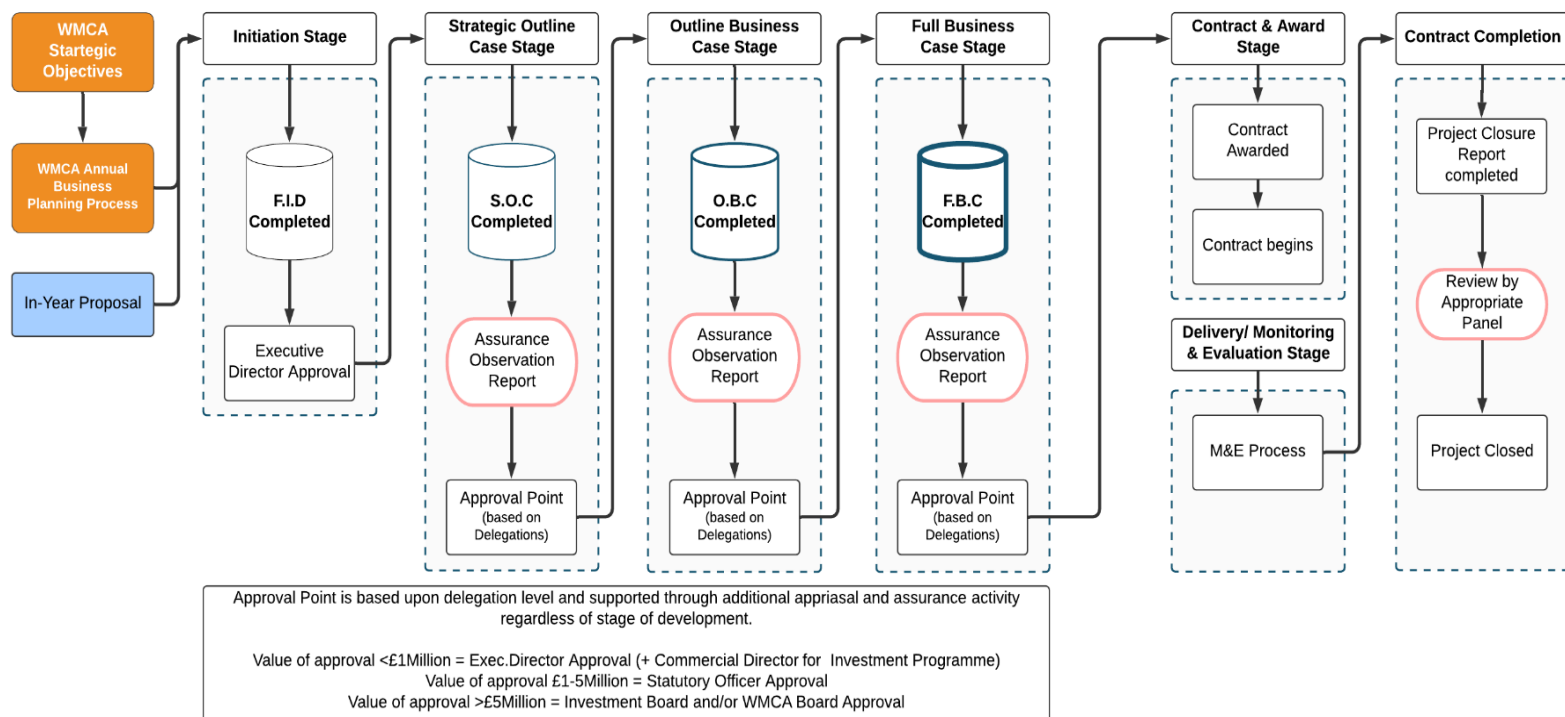 WMCA
Startegic
Objectives
WMCA Annual
Business
Planning Process
In-Year Proposal
Initiation Stage
F.I.D
Completed
Executive
Director Approval
Strategic Outline
Case Stage
S.O.C
Completed
Assurance
Observation
Report
Approval Point
(based on
Delegations)
Outline Business
Case Stage
O.B.C
Completed
Assurance
Observation
Report
Approval Point
(based on
Delegations)
Full Business
Case Stage
F.B.C
Completed
Assurance
Observation
Report
Approval Point
(based on
Delegations)
Contract & Award
Stage
Contract
Awarded
Contract begins
Delivery/ Monitoring
& Evaluation Stage
M&E Process
Contract Completion
Project Closure
Report
completed
Review by
Appropriate
Panel
Project Closed
Approval Point is based upon delegation level and supported through additional appriasal and assurance activity
regardless of stage of development.
Value of approval <£1Million = Exec.Director Approval (+ Commercial Director for Investment Programme)
Value of approval £1-5Million = Statutory Officer Approval
Value of approval >£5Million = Investment Board and/or WMCA Board Approval